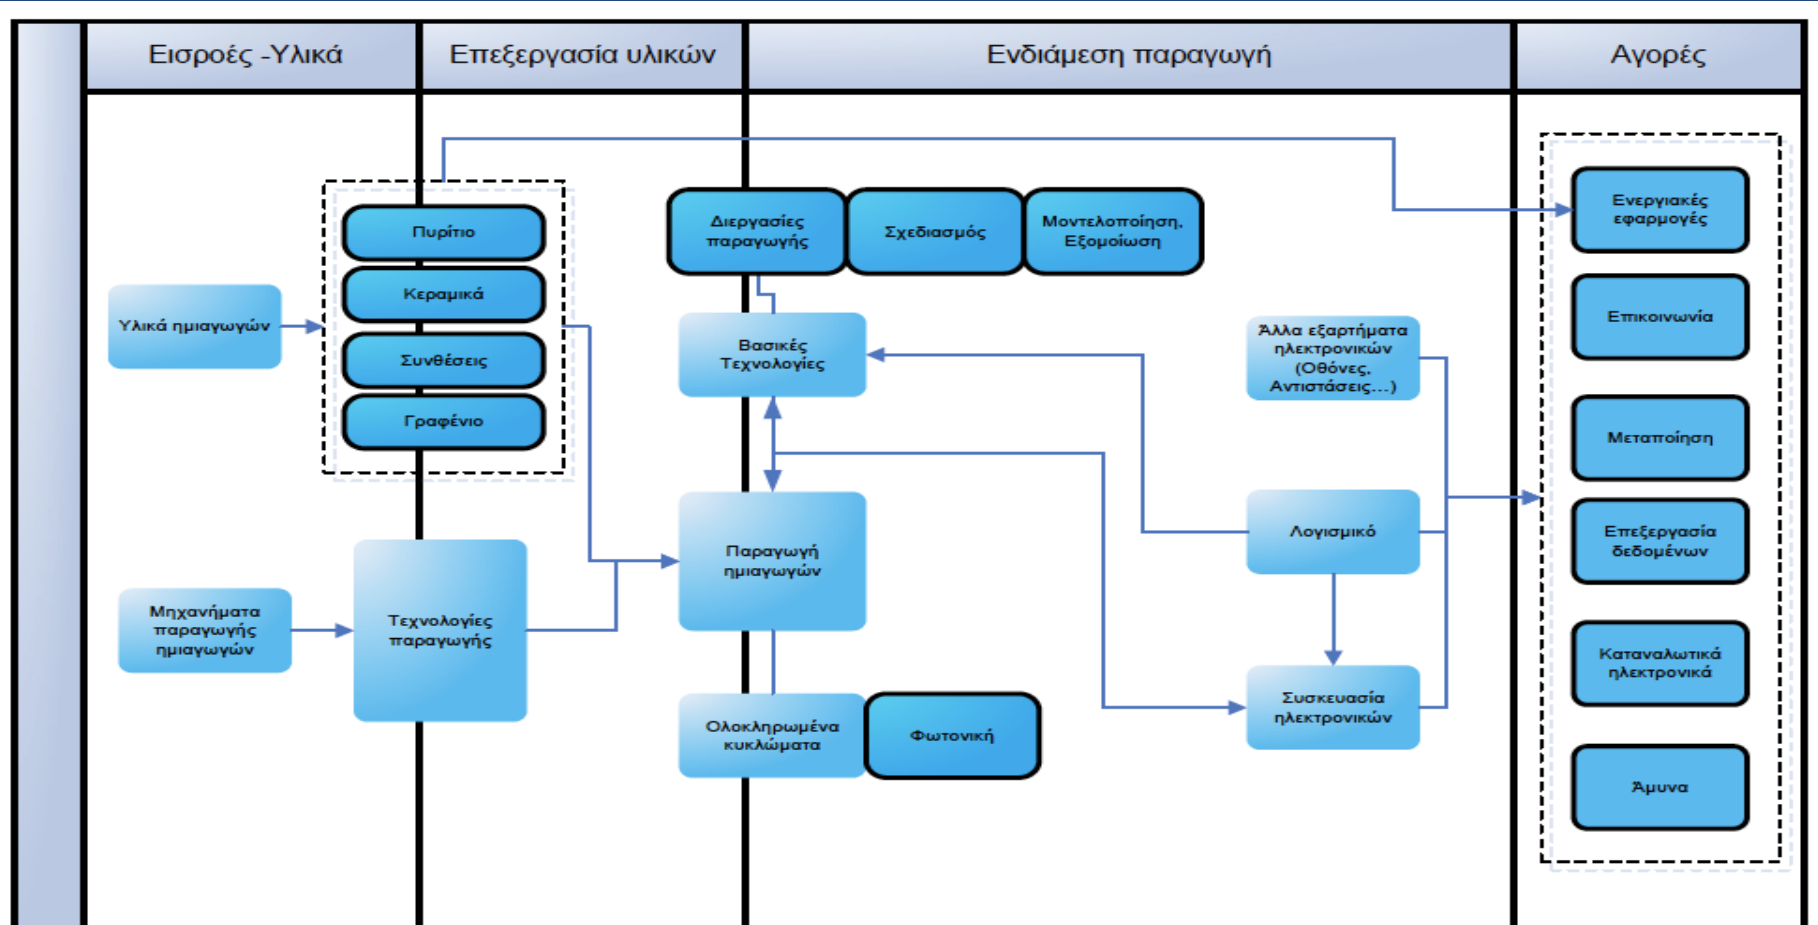 Εισροές -Υλικά
Επεξεργασία υλικών
Ενδιάμεση παραγωγή
Αγορές
Υλικά ημιαγωγών
Πυρίτιο
Κεραμικά
Συνθέσεις
Γραφένιο
Μηχανήματα
παραγωγής
ημιαγωγών
Τεχνολογίες
παραγωγής
Διεργασίες
παραγωγής
Σχεδιασμός
Μοντελοποίηση,
Εξομοίωση
Βασικές
Τεχνολογίες
Παραγωγή
ημιαγωγών
Ολοκληρωμένα
κυκλώματα
Φωτονική
Άλλα εξαρτήματα
ηλεκτρονικών
(Οθόνες,
Αντιστάσεις...)
Λογισμικό
Συσκευασία
ηλεκτρονικών
Ενεργιακές
εφαρμογές
Επικοινωνία
Μεταποίηση
Επεξεργασία
δεδομένων
Καταναλωτικά
ηλεκτρονικά
Άμυνα